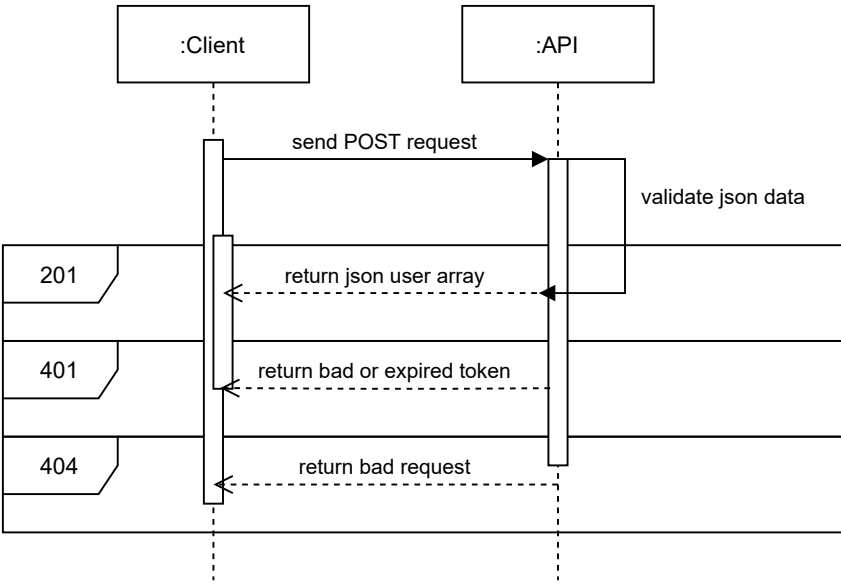 :Client
:API
send POST request
validate json data
201
return json user array
401
return bad or expired token
404
return bad request